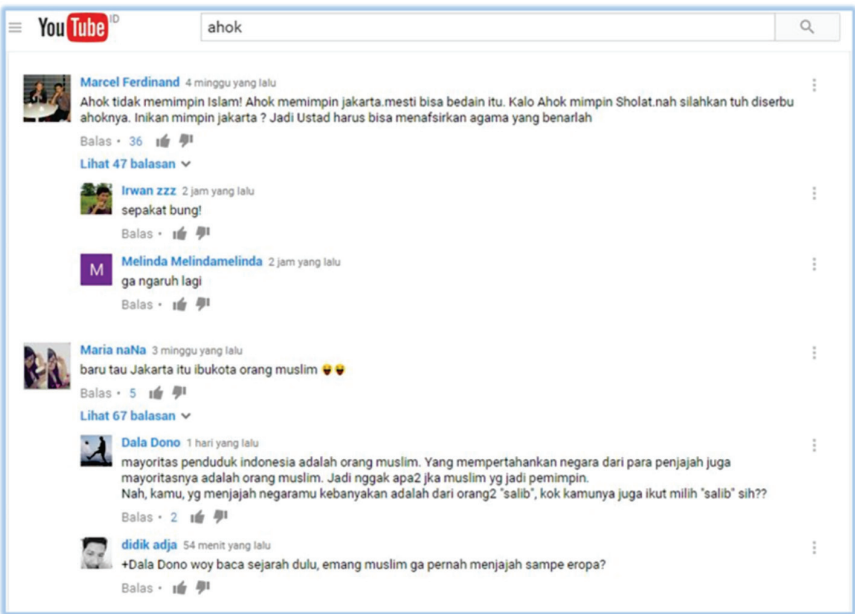 YouTube ID
ahok
Marcel Ferdinand 4 minggu yang lalu
Ahok tidak memimpin Islam! Ahok memimpin jakarta.mesti bisa bedain itu. Kalo Ahok mimpin Sholat.nah silahkan tuh diserbu
ahoknya. Inikan mimpin jakarta ? Jadi Ustad harus bisa menafsirkan agama yang benarlah
Balas • 36
Lihat 47 balasan
Irwan zzz 2 jam yang lalu
sepakat bung!
Balas •
M
Melinda Melindamelinda 2 jam yang lalu
ga ngaruh lagi
Balas •
Maria naNa 3 minggu yang lalu
baru tau Jakarta itu ibukota orang muslim 😝😝
Balas • 5
Lihat 67 balasan
Dala Dono 1 hari yang lalu
mayoritas penduduk indonesia adalah orang muslim. Yang mempertahankan negara dari para penjajah juga
mayoritasnya adalah orang muslim. Jadi nggak apa2 jka muslim yg jadi pemimpin.
Nah, kamu, yg menjajah negaramu kebanyakan adalah dari orang2 "salib", kok kamunya juga ikut milih "salib" sih??
Balas • 2
didik adja 54 menit yang lalu
+Dala Dono woy baca sejarah dulu, emang muslim ga pernah menjajah sampe eropa?
Balas •